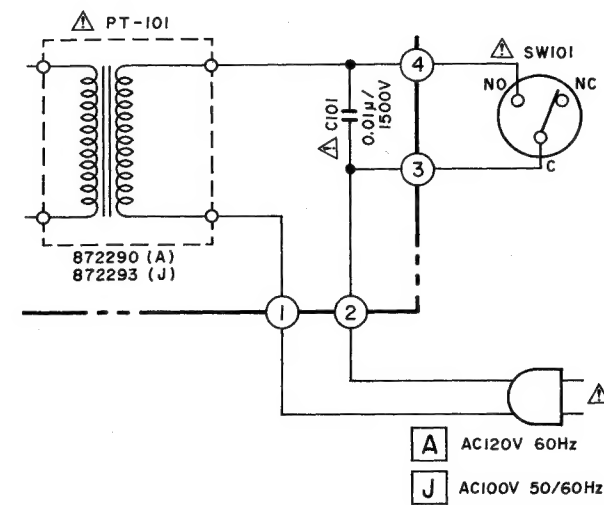 PT-101
4
SW101
NO
NC
C101
0.01μ/
1500V
3
C
872290 (A)
872293 (J)
1
2
A AC120V 60Hz
J AC100V 50/60Hz